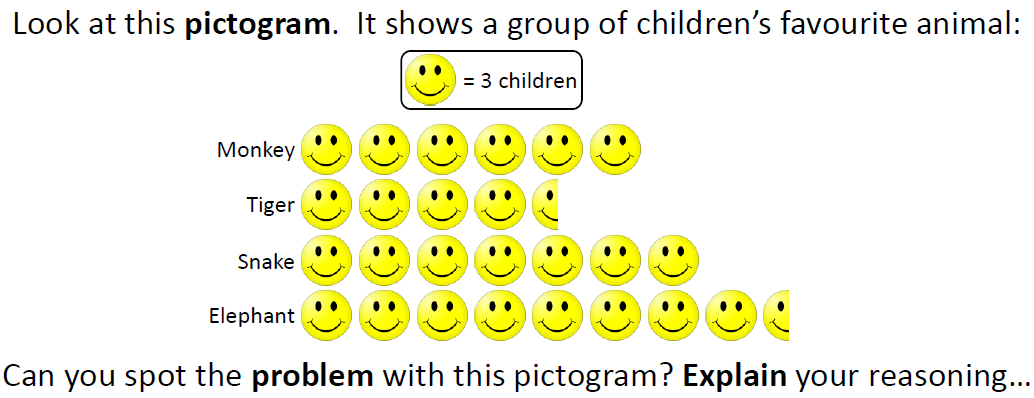 Look at this pictogram. It shows a group of children’s favourite animal:
= 3 children
Monkey
Tiger
Snake
Elephant
Can you spot the problem with this pictogram? Explain your reasoning...